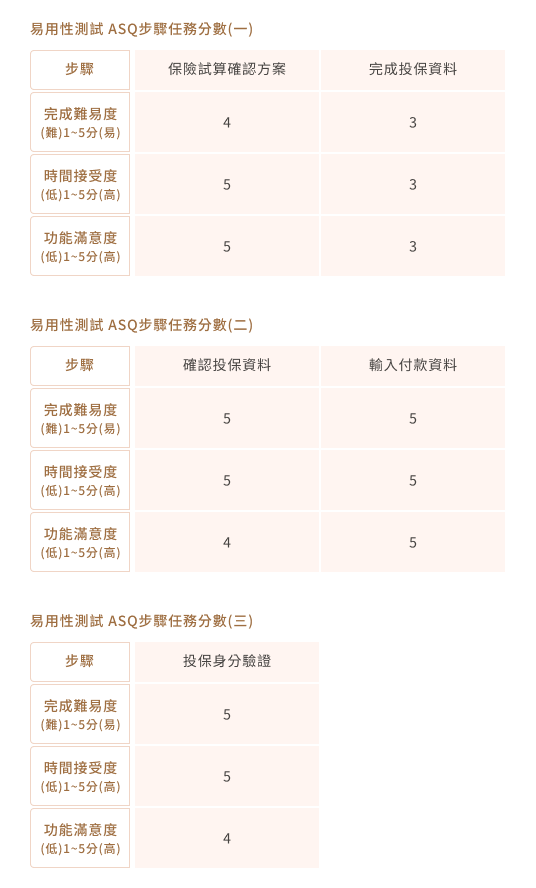 易用性測試 ASQ步驟任務分數(一)
步驟 保險試算確認方案 完成投保資料
完成難易度
(難)1~5分(易) 4 3
時間接受度
(低)1~5分(高) 5 3
功能滿意度
(低)1~5分(高) 5 3
易用性測試 ASQ步驟任務分數(二)
步驟 確認投保資料 輸入付款資料
完成難易度
(難)1~5分(易) 5 5
時間接受度
(低)1~5分(高) 5 5
功能滿意度
(低)1~5分(高) 4 5
易用性測試 ASQ步驟任務分數(三)
步驟 投保身分驗證
完成難易度
(難)1~5分(易) 5
時間接受度
(低)1~5分(高) 5
功能滿意度
(低)1~5分(高) 4